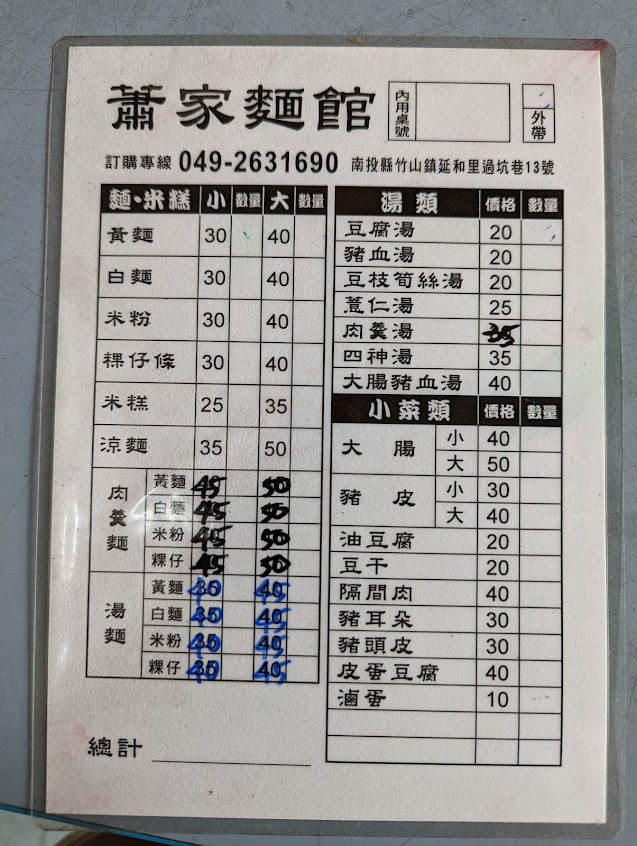 蕭家麵館
內用桌號
外帶
訂購專線 049-2631690 南投縣竹山鎮延和里過坑巷13號
麵·米糕 小 數量 大 數量
黃麵 30 40
白麵 30 40
米粉 30 40
粿仔條 30 40
米糕 25 35
涼麵 35 50
肉羹麵
黃麵 45 50
白麵 45 50
米粉 45 50
粿仔 45 50
湯麵
黃麵 40 45
白麵 40 45
米粉 40 45
粿仔 40 45
總計
湯類 價格 數量
豆腐湯 20
豬血湯 20
豆枝筍絲湯 20
薏仁湯 25
肉羹湯 35
四神湯 35
大腸豬血湯 40
小菜類 價格 數量
大腸 小 40
大 50
豬皮 小 30
大 40
油豆腐 20
豆干 20
隔間肉 40
豬耳朵 30
豬頭皮 30
皮蛋豆腐 40
滷蛋 10